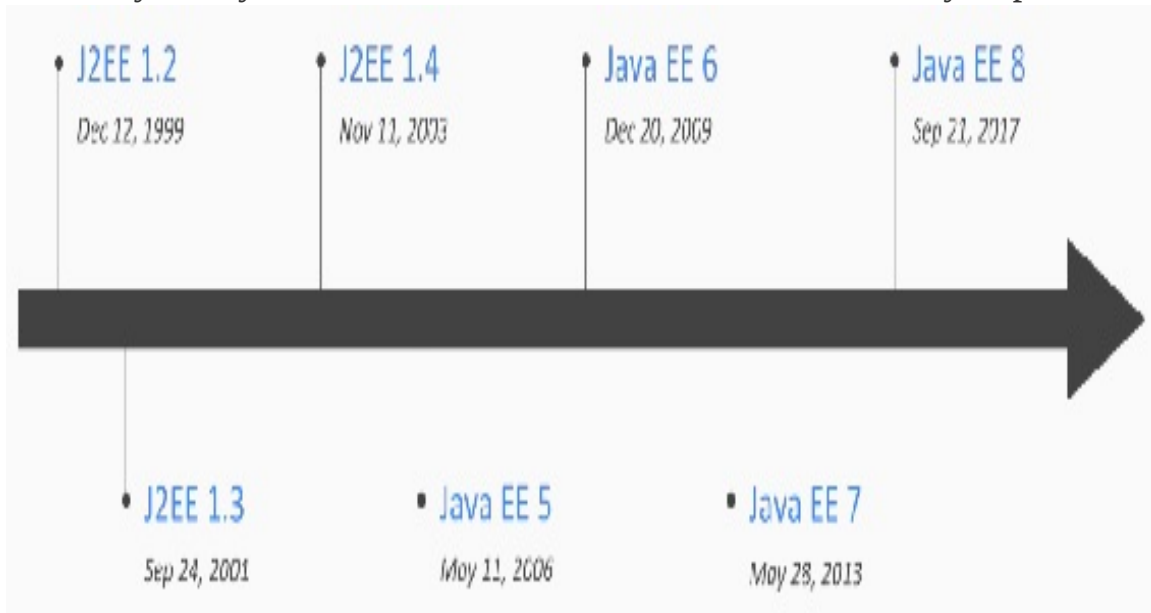 J2EE 1.2
Dec 12, 1999
J2EE 1.4
Nov 11, 2003
Java EE 6
Dec 20, 2009
Java EE 8
Sep 21, 2017
J2EE 1.3
Sep 24, 2001
Java EE 5
May 11, 2006
Java EE 7
May 28, 2013